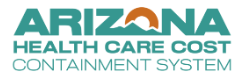 ARIZONA
HEALTH CARE COST
CONTAINMENT SYSTEM